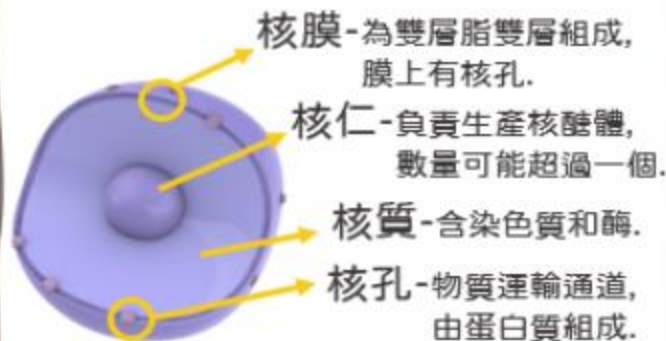 核膜-為雙層脂雙層組成,
膜上有核孔.
核仁-負責生產核醣體,
數量可能超過一個.
核質-含染色質和酶.
核孔-物質運輸通道,
由蛋白質組成.